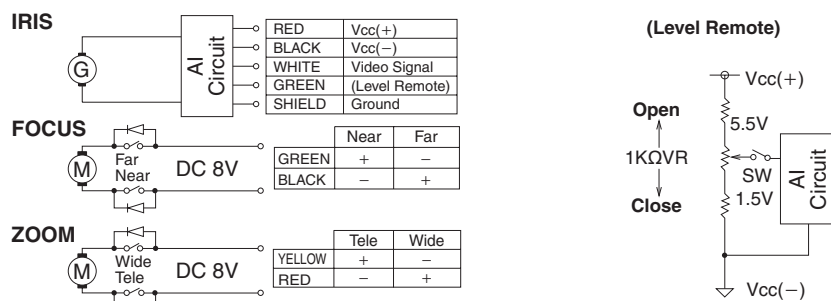 IRIS
G
AI Circuit
RED Vcc(+)
BLACK Vcc(−)
WHITE Video Signal
GREEN (Level Remote)
SHIELD Ground
FOCUS
M
Far
Near
DC 8V
Near Far
GREEN + −
BLACK − +
ZOOM
M
Wide
Tele
DC 8V
Tele Wide
YELLOW + −
RED − +
(Level Remote)
Vcc(+)
Open
5.5V
1KΩVR
SW
1.5V
Close
AI Circuit
Vcc(−)